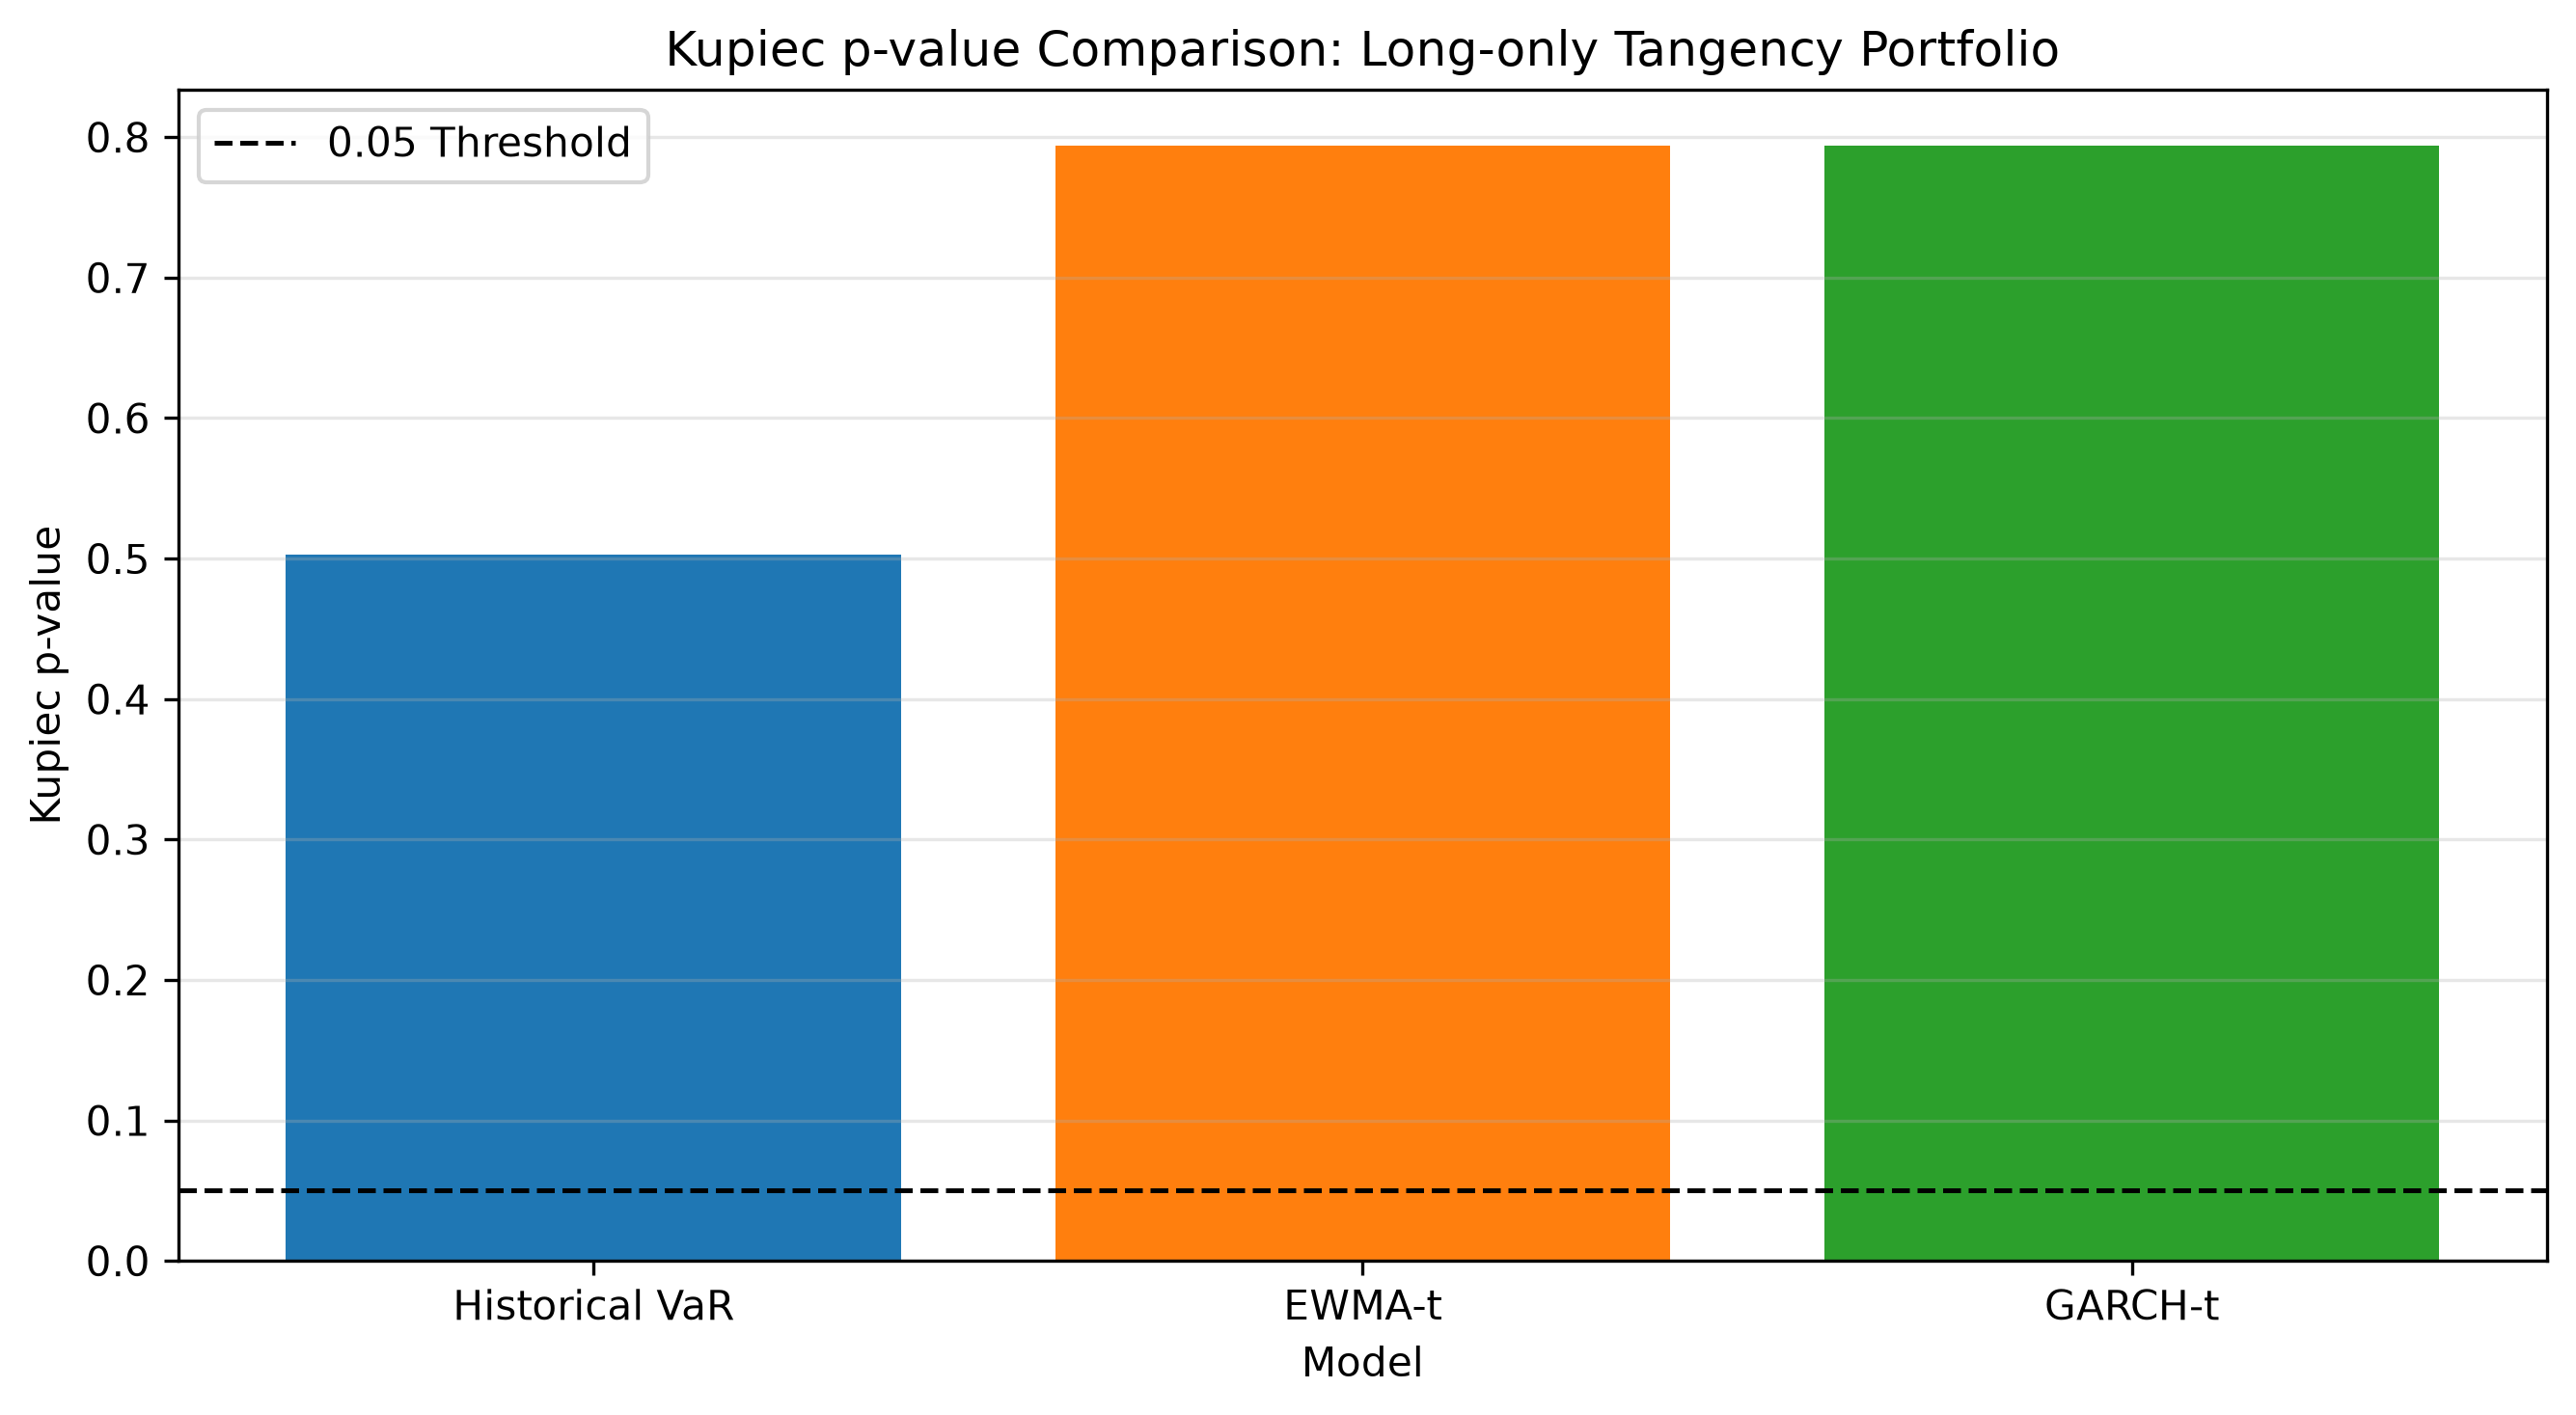 Kupiec p-value Comparison: Long-only Tangency Portfolio
0.05 Threshold
Kupiec p-value
0.8
0.7
0.6
0.5
0.4
0.3
0.2
0.1
0.0
Historical VaR
EWMA-t
GARCH-t
Model